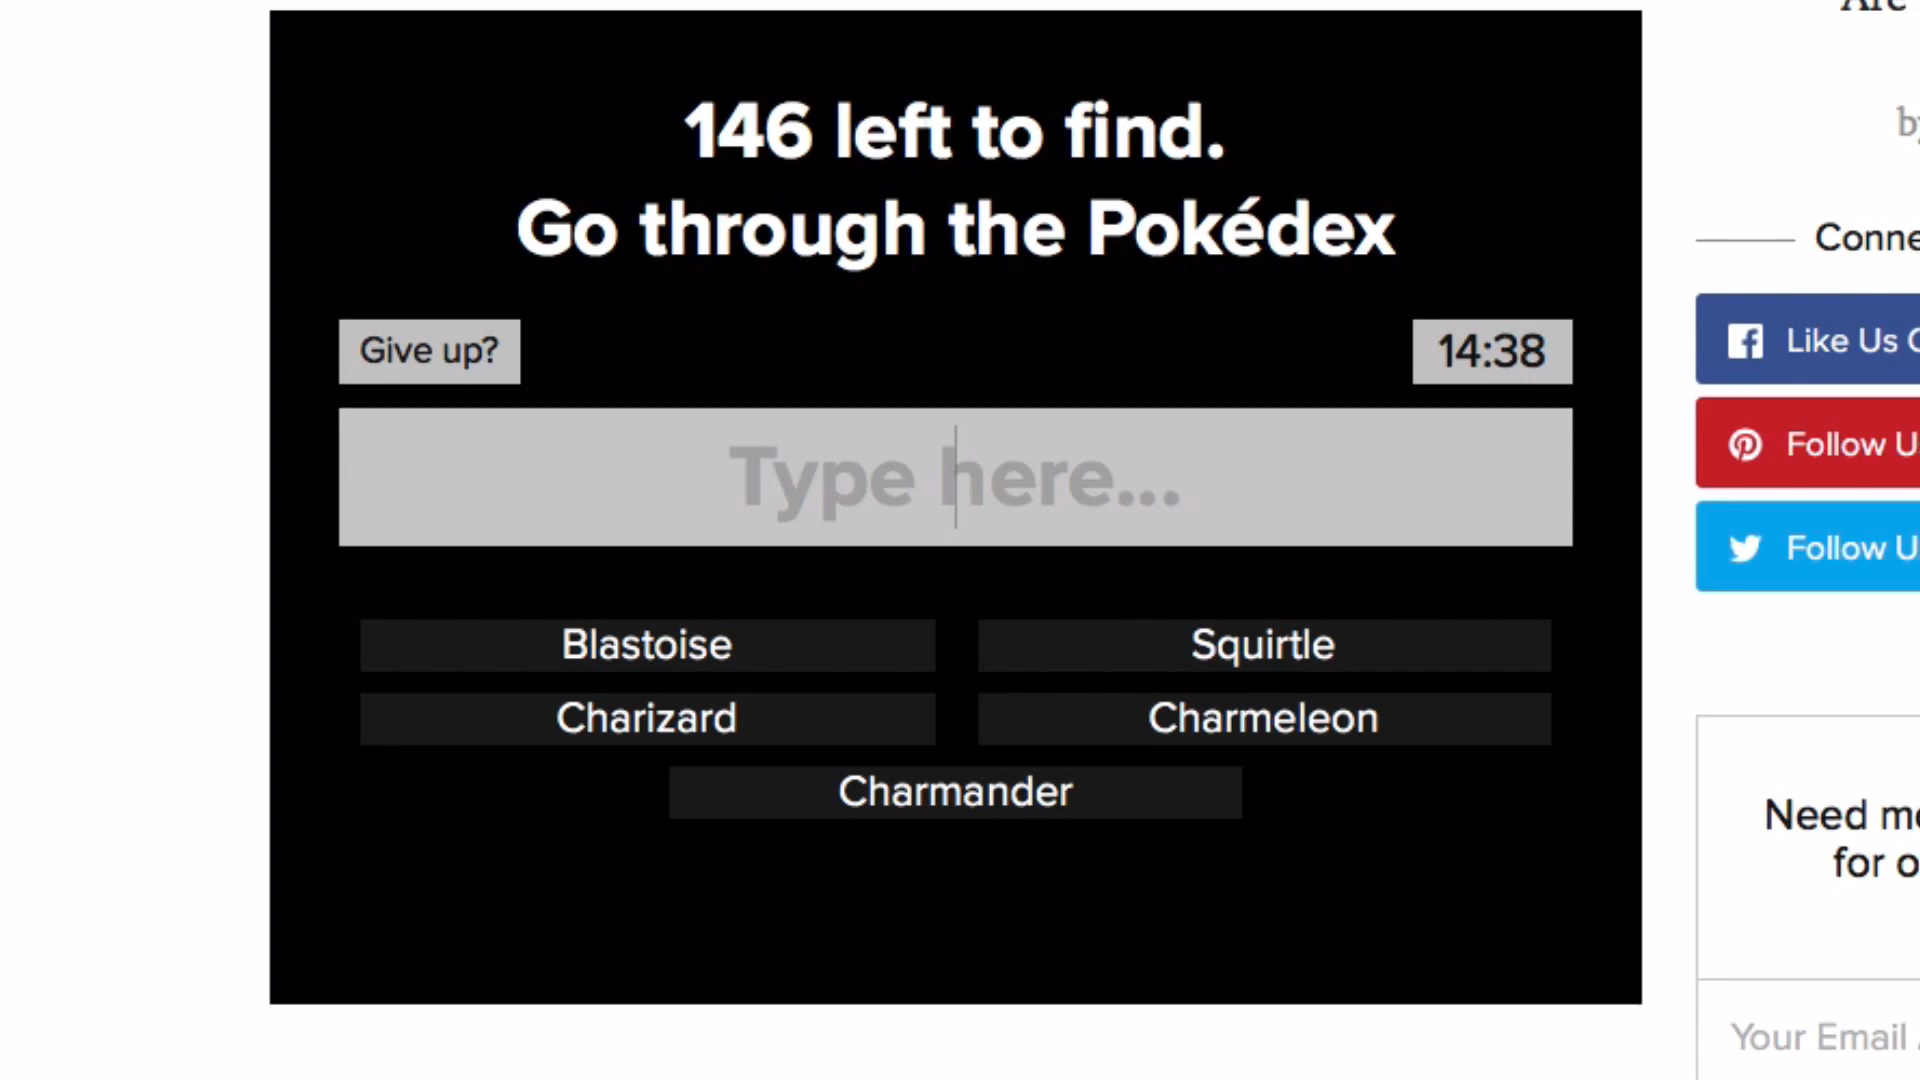 Are
146 left to find.
Go through the Pokédex
Give up?
14:38
Type here...
Blastoise
Squirtle
Charizard
Charmeleon
Charmander
Like Us
Follow
Follow
Need
for
Your Email